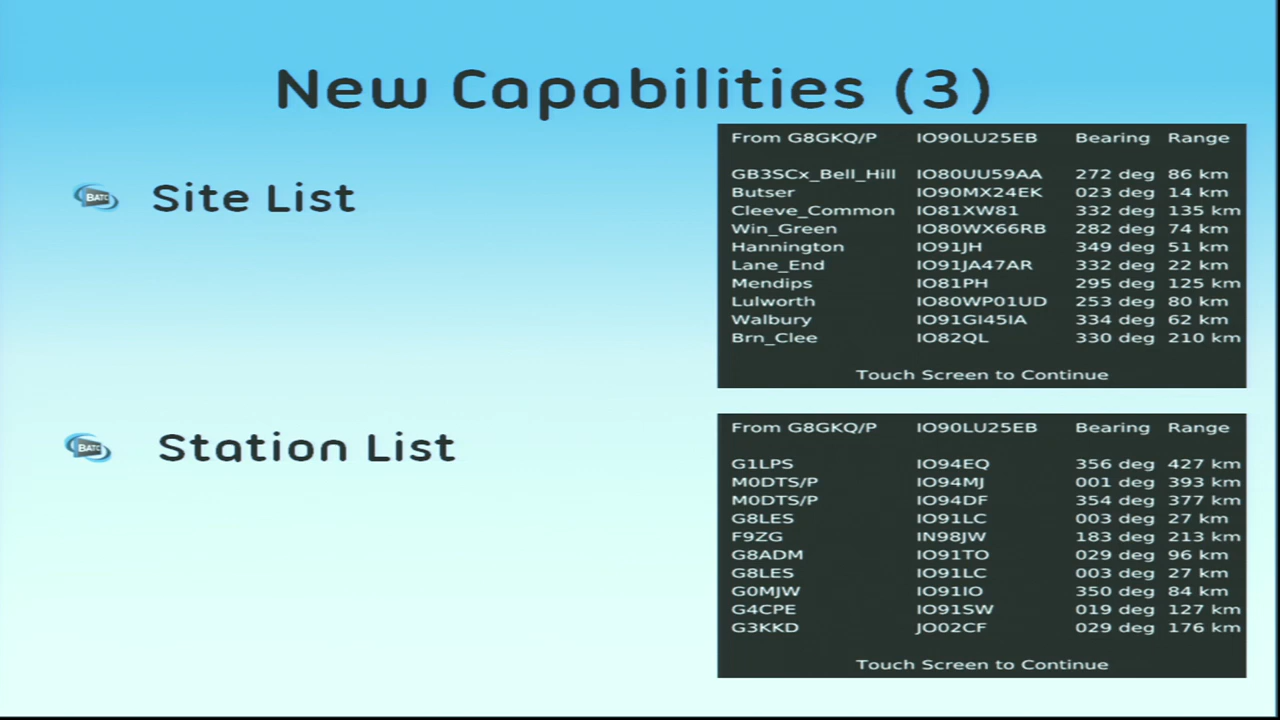 New Capabilities (3)
BATC Site List
From G8GKQ/P IO90LU25EB Bearing Range
GB3SCx_Bell_Hill IO80UU59AA 272 deg 86 km
Butser IO90MX24EK 023 deg 14 km
Cleeve_Common IO81XW81 332 deg 135 km
Win_Green IO80WX66RB 282 deg 74 km
Hannington IO91JH 349 deg 51 km
Lane_End IO91JA47AR 332 deg 22 km
Mendips IO81PH 295 deg 125 km
Lulworth IO80WP01UD 253 deg 80 km
Walbury IO91GI45IA 334 deg 62 km
Brn_Clee IO82QL 330 deg 210 km
Touch Screen to Continue
BATC Station List
From G8GKQ/P IO90LU25EB Bearing Range
G1LPS IO94EQ 356 deg 427 km
M0DTS/P IO94MJ 001 deg 393 km
M0DTS/P IO94DF 354 deg 377 km
G8LES IO91LC 003 deg 27 km
F9ZG IN98JW 183 deg 213 km
G8ADM IO91TO 029 deg 96 km
G8LES IO91LC 003 deg 27 km
G0MJW IO91IO 350 deg 84 km
G4CPE IO91SW 019 deg 127 km
G3KKD JO02CF 029 deg 176 km
Touch Screen to Continue